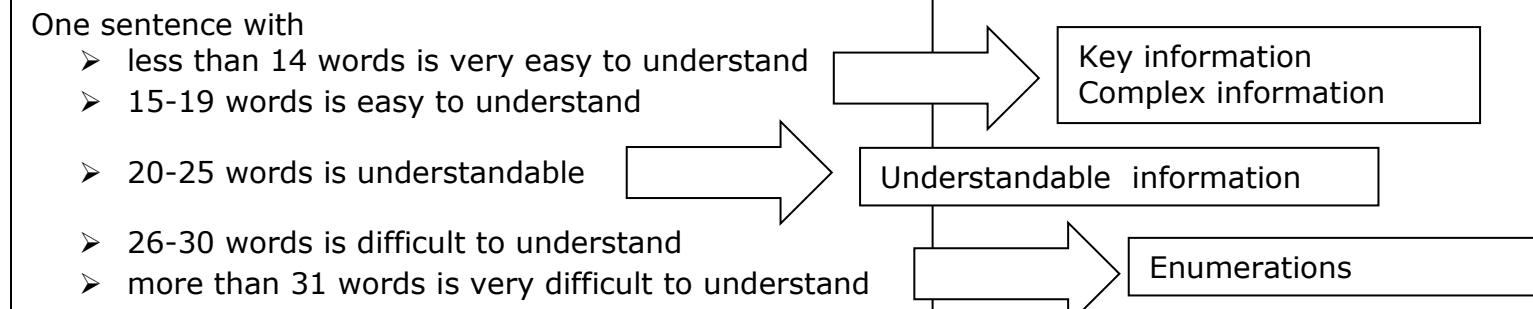 One sentence with
➢ less than 14 words is very easy to understand
➢ 15-19 words is easy to understand
Key information
Complex information
➢ 20-25 words is understandable
Understandable information
➢ 26-30 words is difficult to understand
➢ more than 31 words is very difficult to understand
Enumerations